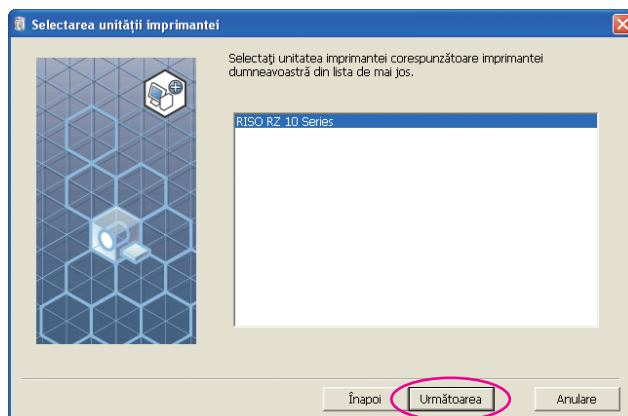 Selectarea unității imprimantei
Selectaţi unitatea imprimantei corespunzătoare imprimantei
dumneavoastră din lista de mai jos.
RISO RZ 10 Series
Înapoi
Următoarea
Anulare